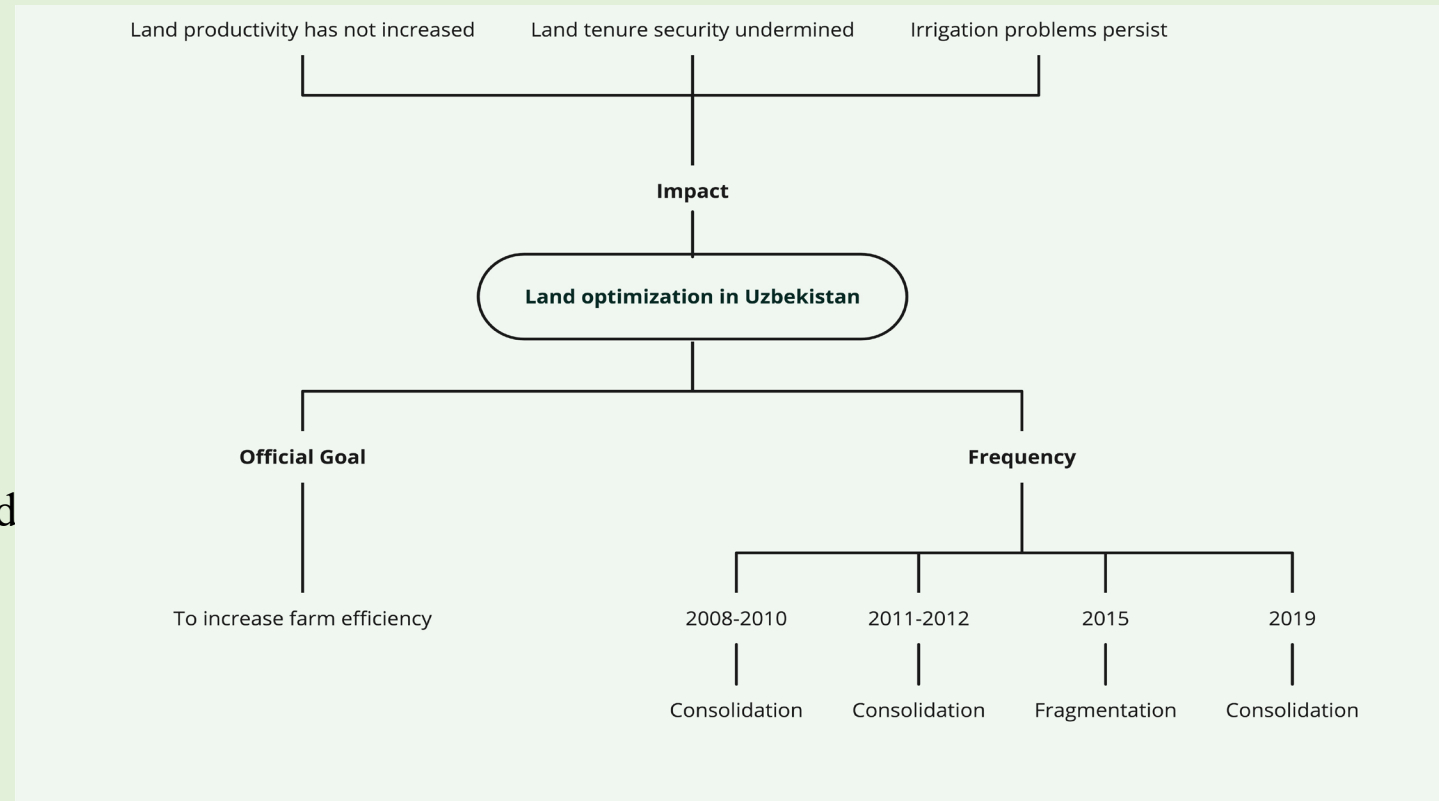 Land productivity has not increased
Land tenure security undermined
Irrigation problems persist
Impact
Land optimization in Uzbekistan
Official Goal
Frequency
d
To increase farm efficiency
2008-2010
2011-2012
2015
2019
Consolidation
Consolidation
Fragmentation
Consolidation